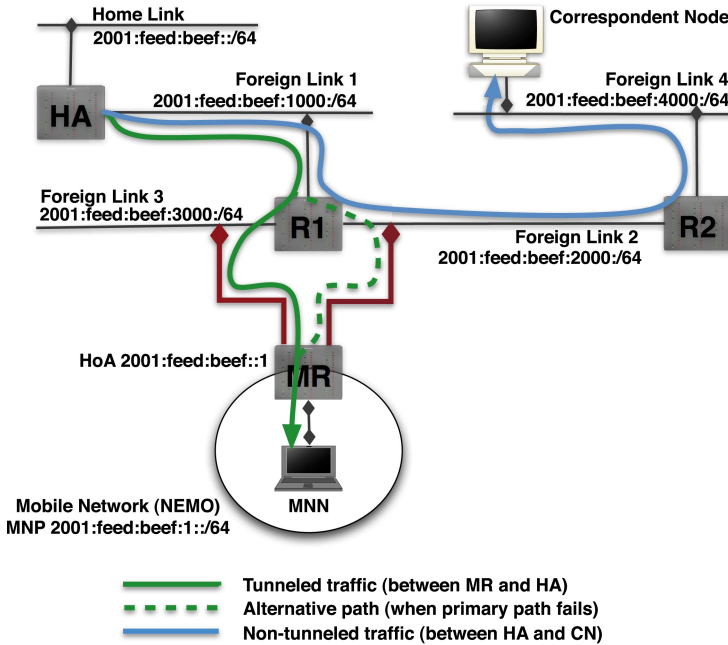 Home Link
2001:feed:beef::/64
Correspondent Node
HA
Foreign Link 1
2001:feed:beef:1000:/64
Foreign Link 4
2001:feed:beef:4000:/64
Foreign Link 3
2001:feed:beef:3000:/64
R1
R2
Foreign Link 2
2001:feed:beef:2000:/64
HoA 2001:feed:beef::1
MR
Mobile Network (NEMO)
MNP 2001:feed:beef:1::/64
MNN
Tunneled traffic (between MR and HA)
Alternative path (when primary path fails)
Non-tunneled traffic (between HA and CN)